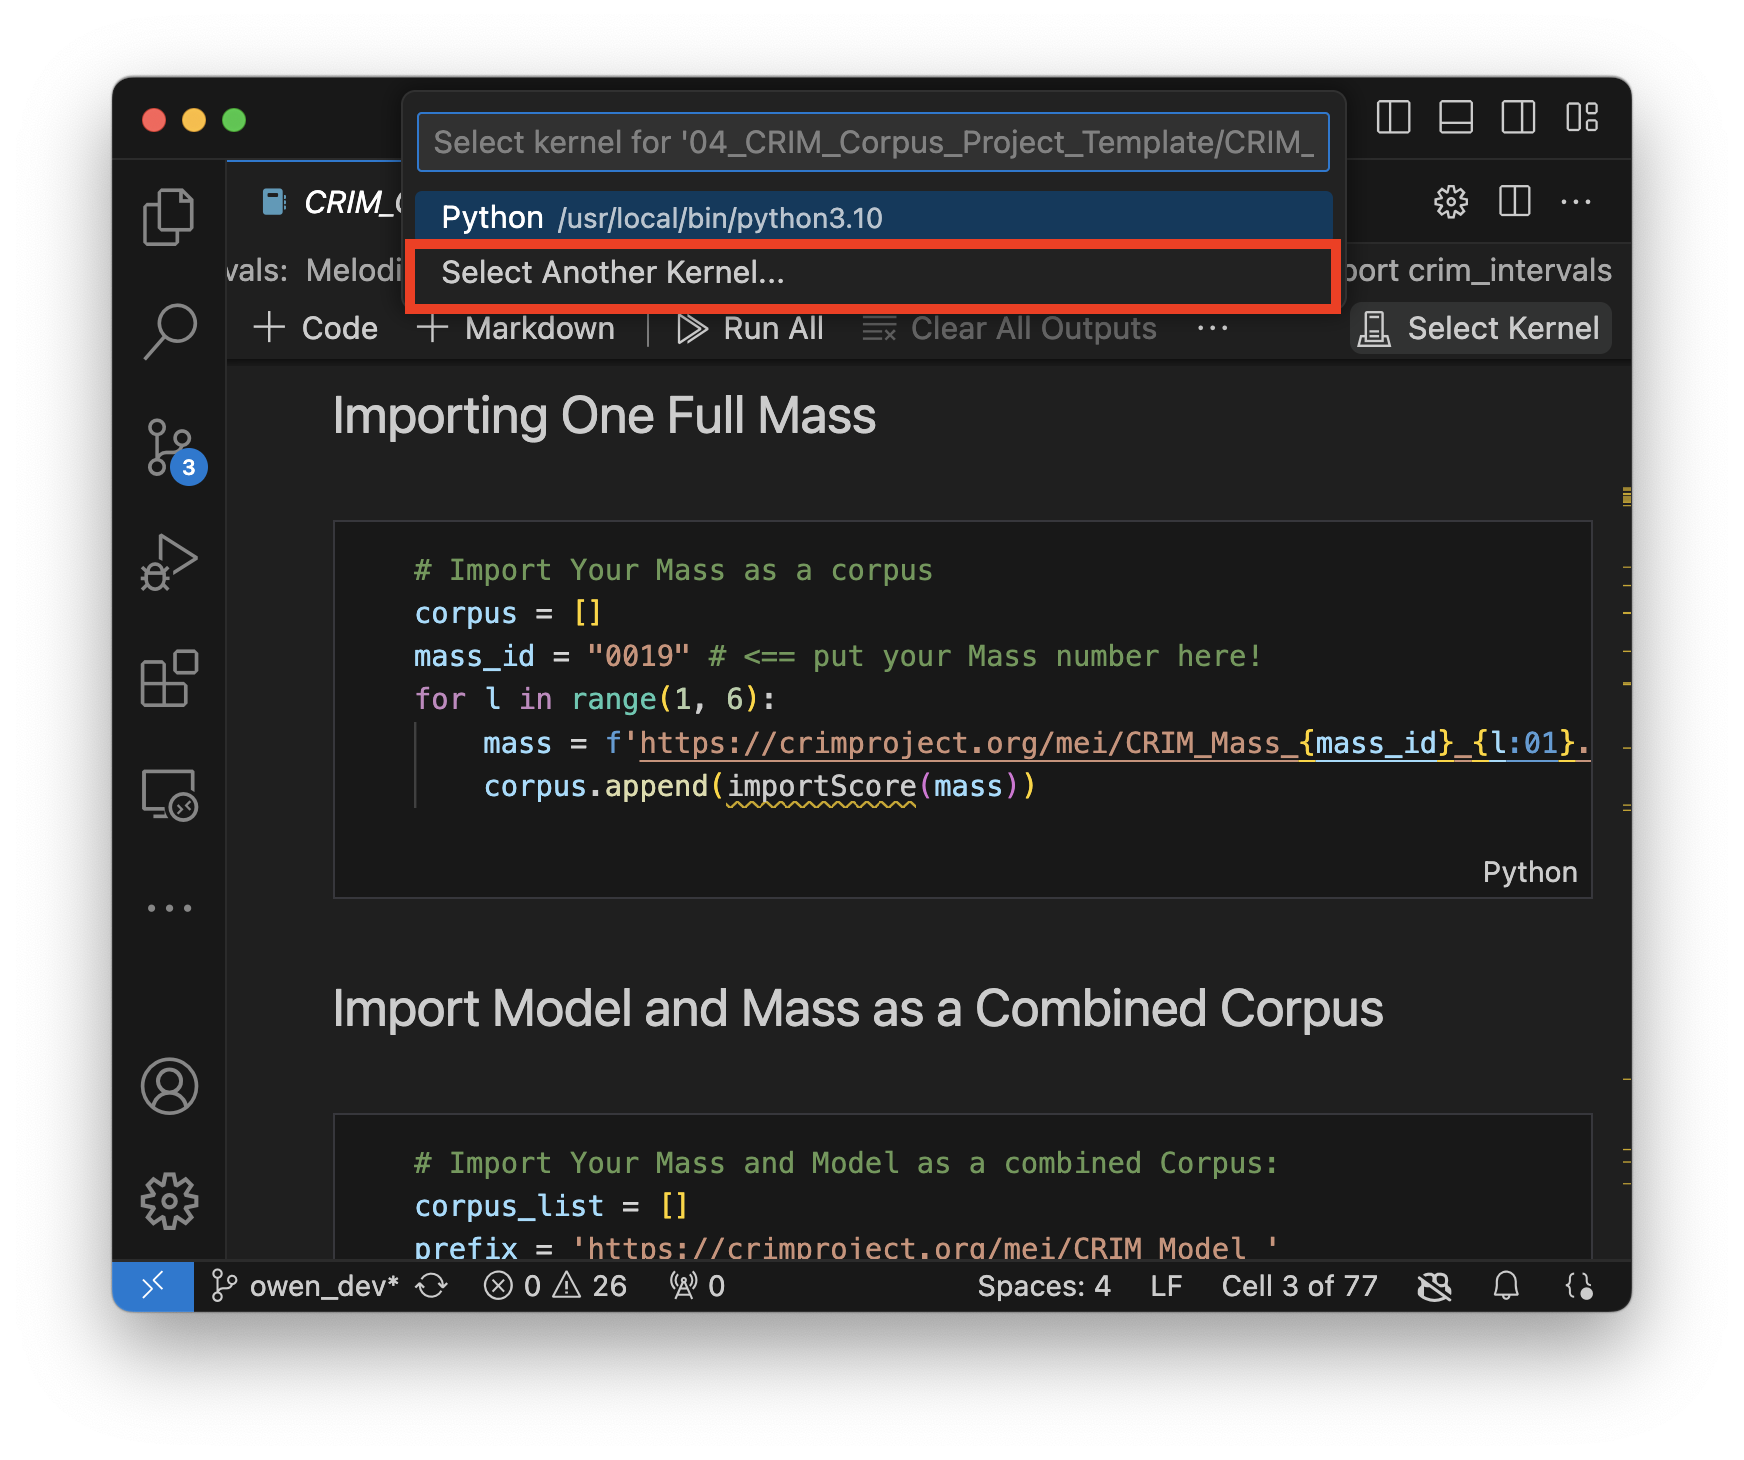 Select kernel for '04_CRIM_Corpus_Project_Template/CRIM_
CRIM_
Python /usr/local/bin/python3.10
Select Another Kernel...
vals: Melodi
port crim_intervals
Code Markdown Run All Clear All Outputs ... Select Kernel
Importing One Full Mass
# Import Your Mass as a corpus
corpus = []
mass_id = "0019" # <== put your Mass number here!
for l in range(1, 6):
mass = f'https://crimproject.org/mei/CRIM_Mass_{mass_id}_{l:01}.
corpus.append(importScore(mass))
Python
3
Import Model and Mass as a Combined Corpus
# Import Your Mass and Model as a combined Corpus:
corpus_list = []
prefix = 'https://crimproject.org/mei/CRIM_Model_'
owen_dev* 0 26 0 Spaces: 4 LF Cell 3 of 77